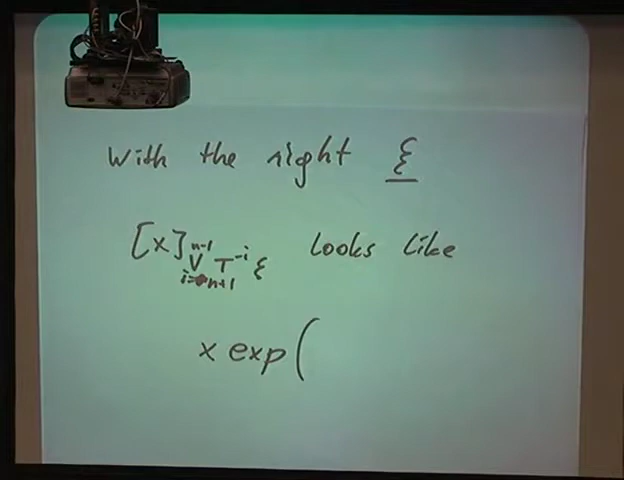 With the right ξ
[x] n-1 V i=-n+1 T^-i ξ looks like
x exp(